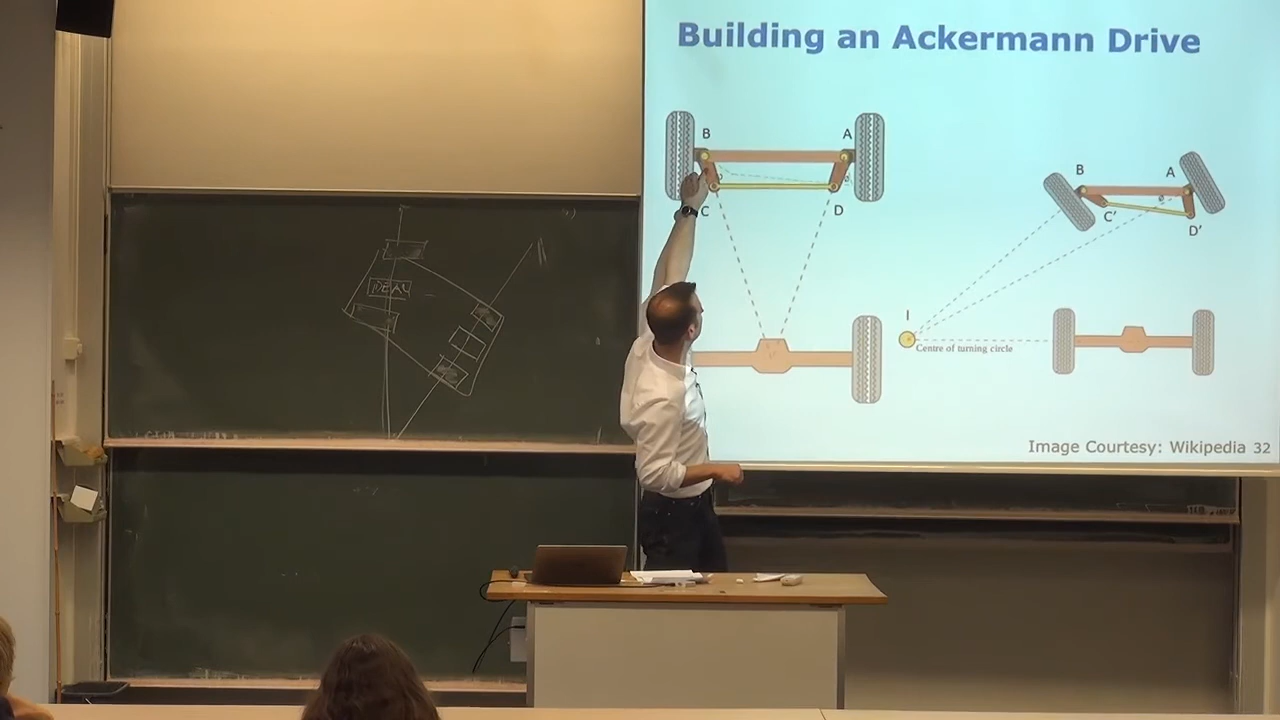 Building an Ackermann Drive
B
A
C
D
B
A
C'
D'
I
Centre of turning circle
Image Courtesy: Wikipedia 32
IDEAL